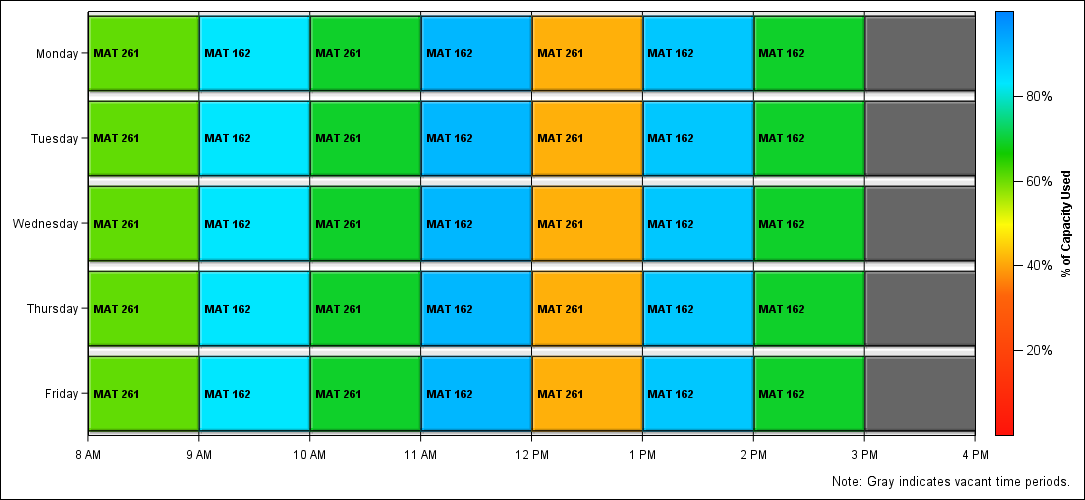 Monday MAT 261 MAT 162 MAT 261 MAT 162 MAT 261 MAT 162 MAT 162
Tuesday MAT 261 MAT 162 MAT 261 MAT 162 MAT 261 MAT 162 MAT 162
Wednesday MAT 261 MAT 162 MAT 261 MAT 162 MAT 261 MAT 162 MAT 162
Thursday MAT 261 MAT 162 MAT 261 MAT 162 MAT 261 MAT 162 MAT 162
Friday MAT 261 MAT 162 MAT 261 MAT 162 MAT 261 MAT 162 MAT 162
8 AM 9 AM 10 AM 11 AM 12 PM 1 PM 2 PM 3 PM 4 PM
80%
60%
40%
20%
% of Capacity Used
Note: Gray indicates vacant time periods.